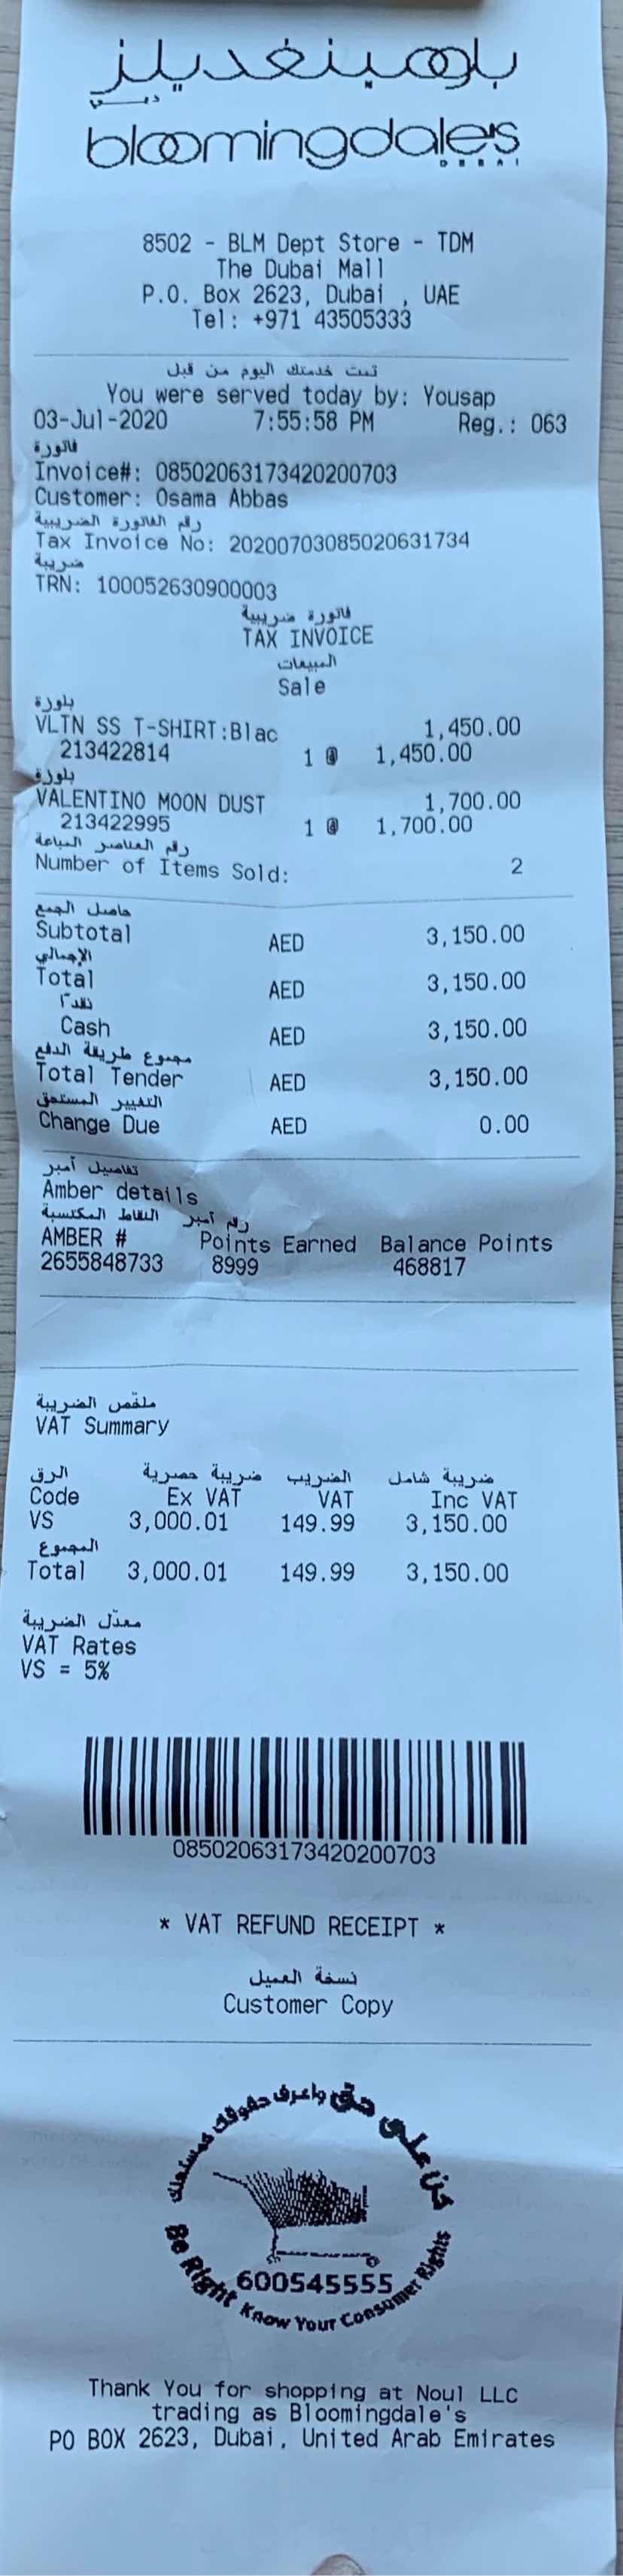 بلومينغديلز
دبي
bloomingdale's
DUBAI
8502 - BLM Dept Store - TDM
The Dubai Mall
P.O. Box 2623, Dubai , UAE
Tel: +971 43505333
تمت خدمتك اليوم من قبل
You were served today by: Yousap
03-Jul-2020 7:55:58 PM Reg.: 063
فاتورة
Invoice#: 08502063173420200703
Customer: Osama Abbas
رقم الفاتورة الضريبية
Tax Invoice No: 20200703085020631734
ضريبة
TRN: 100052630900003
فاتورة ضريبية
TAX INVOICE
المبيعات
Sale
بلوزة
VLTN SS T-SHIRT:Blac 1,450.00
213422814 1 @ 1,450.00
بلوزة
VALENTINO MOON DUST 1,700.00
213422995 1 @ 1,700.00
رقم العناصر المباعة
Number of Items Sold: 2
حاصل الجمع
Subtotal AED 3,150.00
الإجمالي
Total AED 3,150.00
نقداً
Cash AED 3,150.00
مجموع طريقة الدفع
Total Tender AED 3,150.00
التغيير المستحق
Change Due AED 0.00
تفاصيل أمبر
Amber details
رقم أمبر النقاط المكتسبة
AMBER # Points Earned Balance Points
2655848733 8999 468817
ملخص الضريبة
VAT Summary
الرق ضريبة حصرية الضريب ضريبة شامل
Code Ex VAT VAT Inc VAT
VS 3,000.01 149.99 3,150.00
المجموع
Total 3,000.01 149.99 3,150.00
معدّل الضريبة
VAT Rates
VS = 5%
08502063173420200703
* VAT REFUND RECEIPT *
نسخة العميل
Customer Copy
كن على حق واعرف حقوقك كمستهلك
600545555
Be Right Know Your Consumer Rights
Thank You for shopping at Noul LLC
trading as Bloomingdale's
PO BOX 2623, Dubai, United Arab Emirates